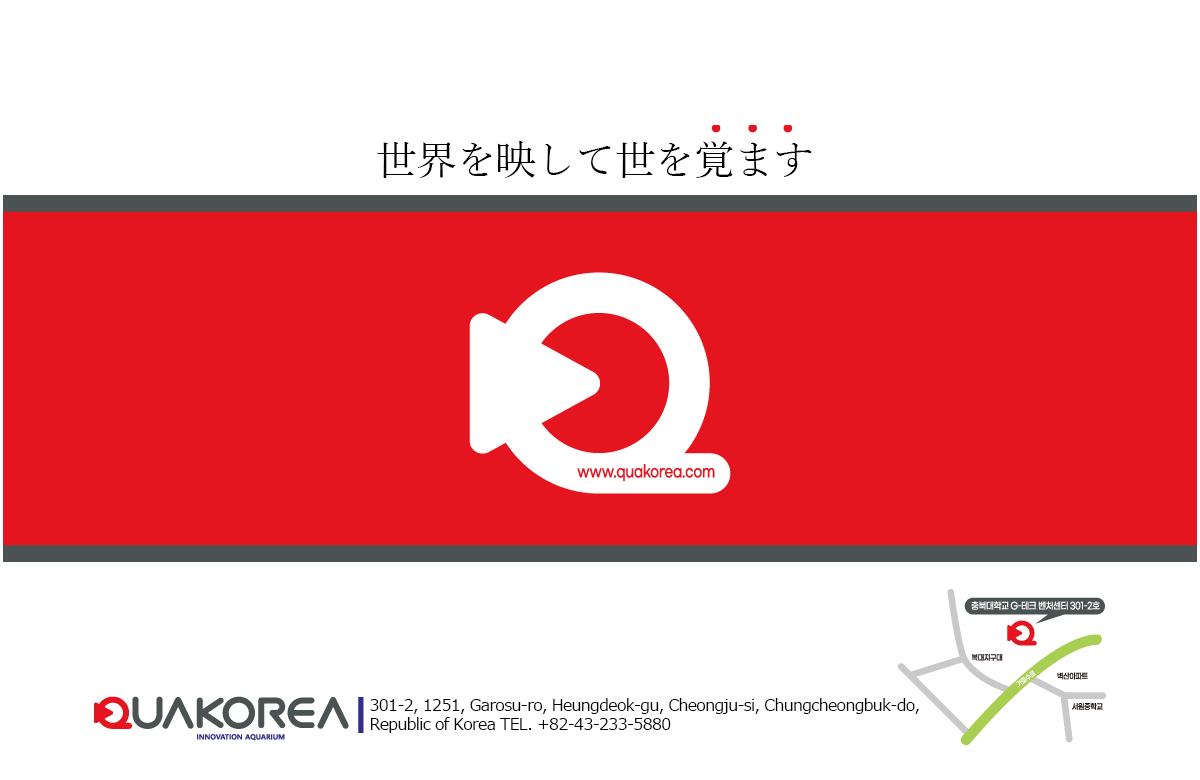 世界を映して世を覚ます
www.quakorea.com
충북대학교 G-테크 벤처센터 301-2호
복대지구대
가로수로
벽산아파트
서원중학교
QUAKOREA
INNOVATION AQUARIUM
301-2, 1251, Garosu-ro, Heungdeok-gu, Cheongju-si, Chungcheongbuk-do,
Republic of Korea TEL. +82-43-233-5880